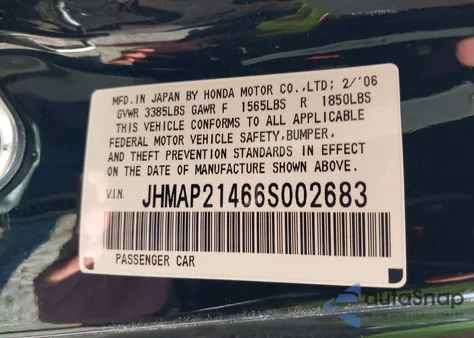 MFD. IN JAPAN BY HONDA MOTOR CO.,LTD; 2/'06
GVWR 3385LBS GAWR F 1565LBS R 1850LBS
THIS VEHICLE CONFORMS TO ALL APPLICABLE
FEDERAL MOTOR VEHICLE SAFETY,BUMPER,
AND THEFT PREVENTION STANDARDS IN EFFECT
ON THE DATE OF MANUFACTURE SHOWN ABOVE.
V.I.N. JHMAP21466S002683
PASSENGER CAR
autoSnap